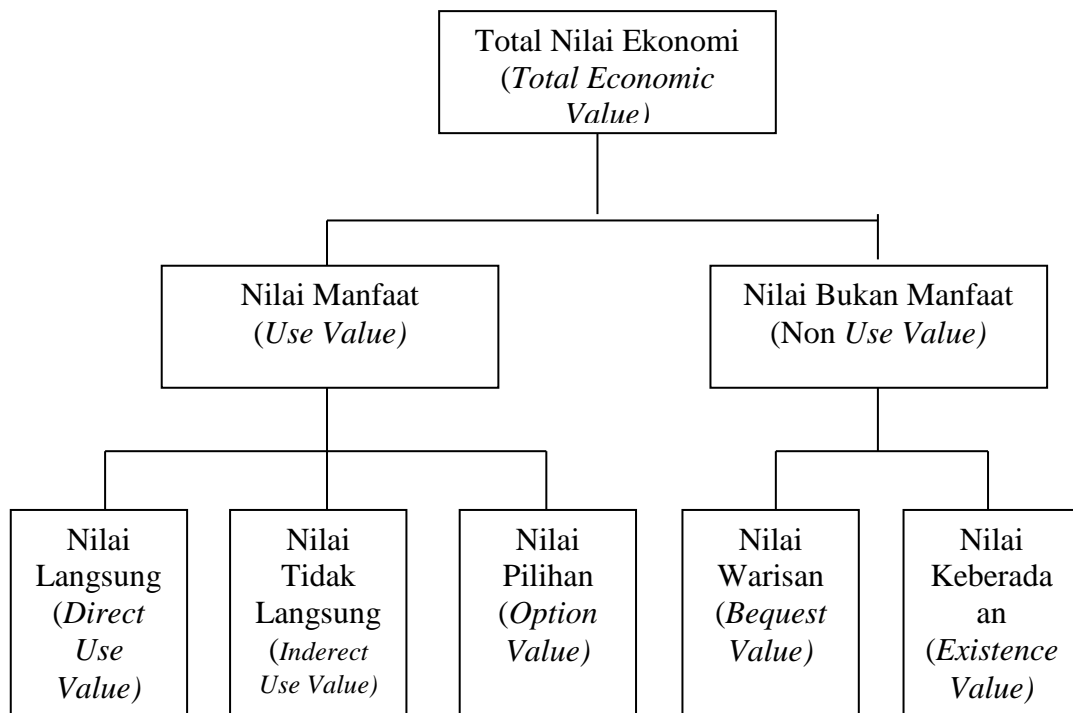 Total Nilai Ekonomi
(Total Economic
Value)
Nilai Manfaat
(Use Value)
Nilai Bukan Manfaat
(Non Use Value)
Nilai
Langsung
(Direct
Use
Value)
Nilai
Tidak
Langsung
(Inderect
Use Value)
Nilai
Pilihan
(Option
Value)
Nilai
Warisan
(Bequest
Value)
Nilai
Keberada
an
(Existence
Value)